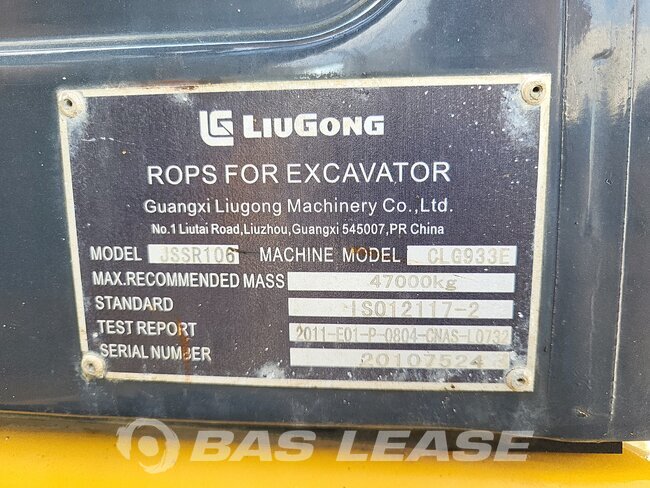 LG LIUGONG
ROPS FOR EXCAVATOR
Guangxi Liugong Machinery Co.,Ltd.
No.1 Liutai Road,Liuzhou,Guangxi 545007,PR China
MODEL JSSR106 MACHINE MODEL CLG933E
MAX.RECOMMENDED MASS 47000kg
STANDARD ISO12117-2
TEST REPORT 2011-E01-P-0804-CNAS-L0732
SERIAL NUMBER 20107524
BAS LEASE